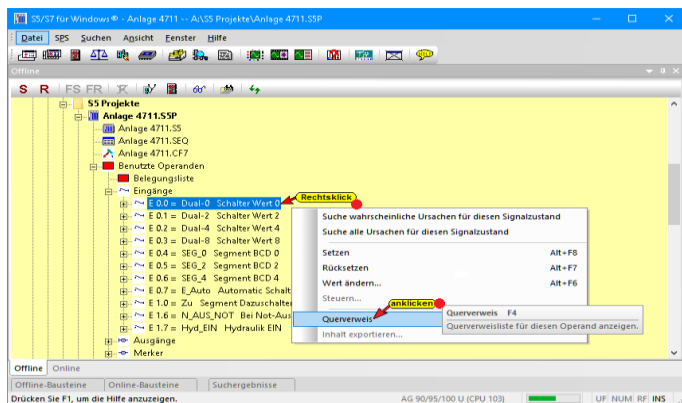 S5/S7 für Windows® - Anlage 4711 -- A:\S5 Projekte\Anlage 4711.S5P
Datei SPS Suchen Ansicht Fenster Hilfe
Offline
S R FS FR
S5 Projekte
Anlage 4711.S5P
Anlage 4711.S5
Anlage 4711.SEQ
Anlage 4711.CF7
Benutzte Operanden
Belegungsliste
Eingänge
E 0.0 = Dual-0 Schalter Wert 0
Rechtsklick
E 0.1 = Dual-2 Schalter Wert 2
E 0.2 = Dual-4 Schalter Wert 4
E 0.3 = Dual-8 Schalter Wert 8
E 0.4 = SEG_0 Segment BCD 0
E 0.5 = SEG_2 Segment BCD 2
E 0.6 = SEG_4 Segment BCD 4
E 0.7 = E_Auto Automatic Schalt
E 1.0 = Zu Segment Dazuschalter
E 1.6 = N_AUS_NOT Bei Not-Aus
E 1.7 = Hyd_EIN Hydraulik EIN
Ausgänge
Merker
Suche wahrscheinliche Ursachen für diesen Signalzustand
Suche alle Ursachen für diesen Signalzustand
Setzen Alt+F8
Rücksetzen Alt+F7
Wert ändern... Alt+F6
Steuern...
anklicken
Querverweis
Inhalt exportieren...
Querverweis F4
Querverweisliste für diesen Operand anzeigen.
Offline Online
Offline-Bausteine Online-Bausteine Suchergebnisse
Drücken Sie F1, um die Hilfe anzuzeigen. AG 90/95/100 U (CPU 103) UF NUM RF INS